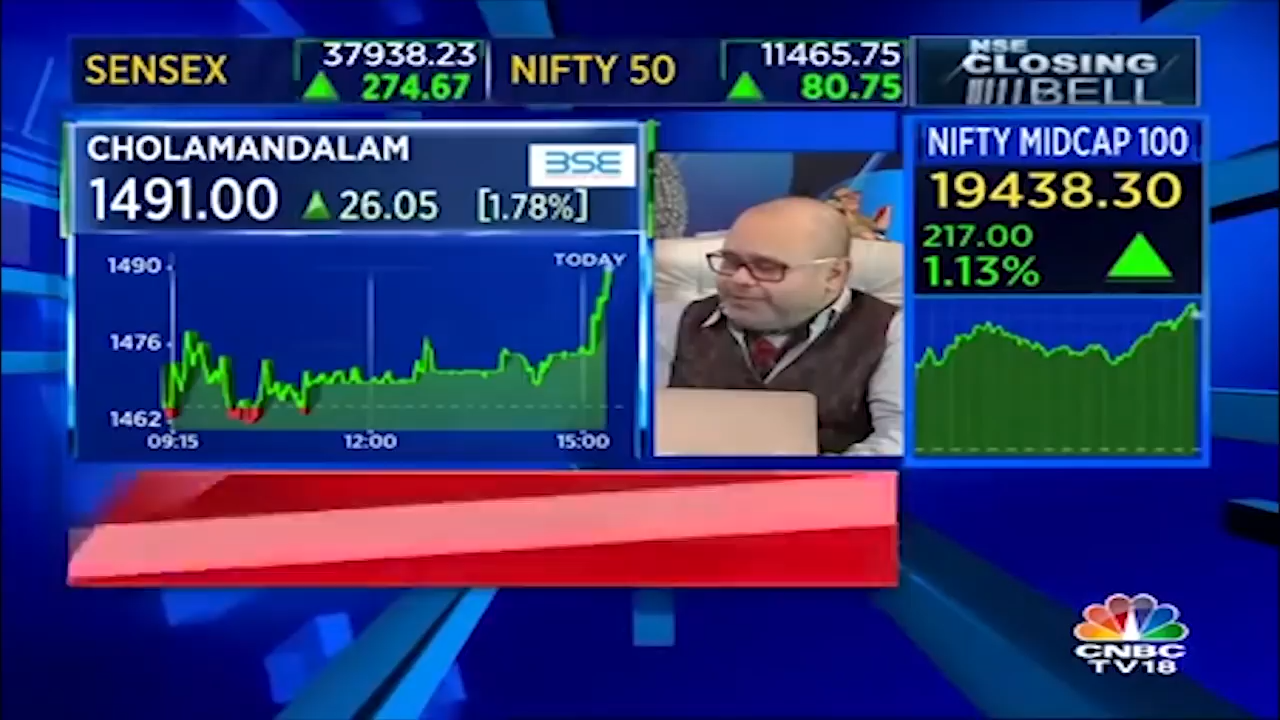 SENSEX
37938.23
274.67
NIFTY 50
11465.75
80.75
NSE
CLOSING
BELL
CHOLAMANDALAM
1491.00 26.05 [1.78%]
BSE
TODAY
1490
1476
1462
09:15 12:00 15:00
NIFTY MIDCAP 100
19438.30
217.00
1.13%
CNBC
TV18